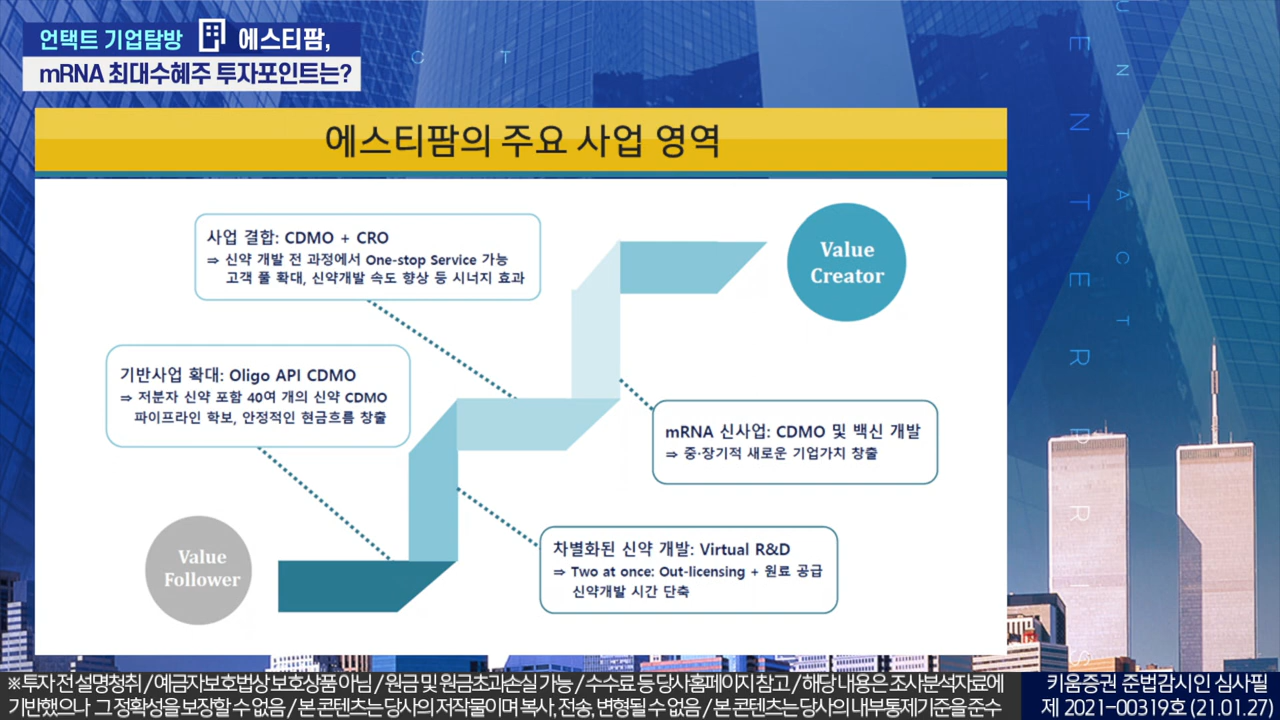 언택트 기업탐방 에스티팜,
mRNA 최대수혜주 투자포인트는?
UNTACT
ENTERPRIS
C T
에스티팜의 주요 사업 영역
사업 결합: CDMO + CRO
⇒ 신약 개발 전 과정에서 One-stop Service 가능
고객 풀 확대, 신약개발 속도 향상 등 시너지 효과
Value
Creator
기반사업 확대: Oligo API CDMO
⇒ 저분자 신약 포함 40여 개의 신약 CDMO
파이프라인 학보, 안정적인 현금흐름 창출
mRNA 신사업: CDMO 및 백신 개발
⇒ 중·장기적 새로운 기업가치 창출
Value
Follower
차별화된 신약 개발: Virtual R&D
⇒ Two at once: Out-licensing + 원료 공급
신약개발 시간 단축
※투자 전 설명청취 / 예금자보호법상 보호상품 아님 / 원금 및 원금초과손실 가능 / 수수료 등 당사홈페이지 참고 / 해당 내용은 조사분석자료에
기반했으나 그 정확성을 보장할 수 없음 / 본 콘텐츠는 당사의 저작물이며 복사, 전송, 변형될 수 없음 / 본 콘텐츠는 당사의 내부통제기준을 준수
키움증권 준법감시인 심사필
제 2021-00319호 (21.01.27)